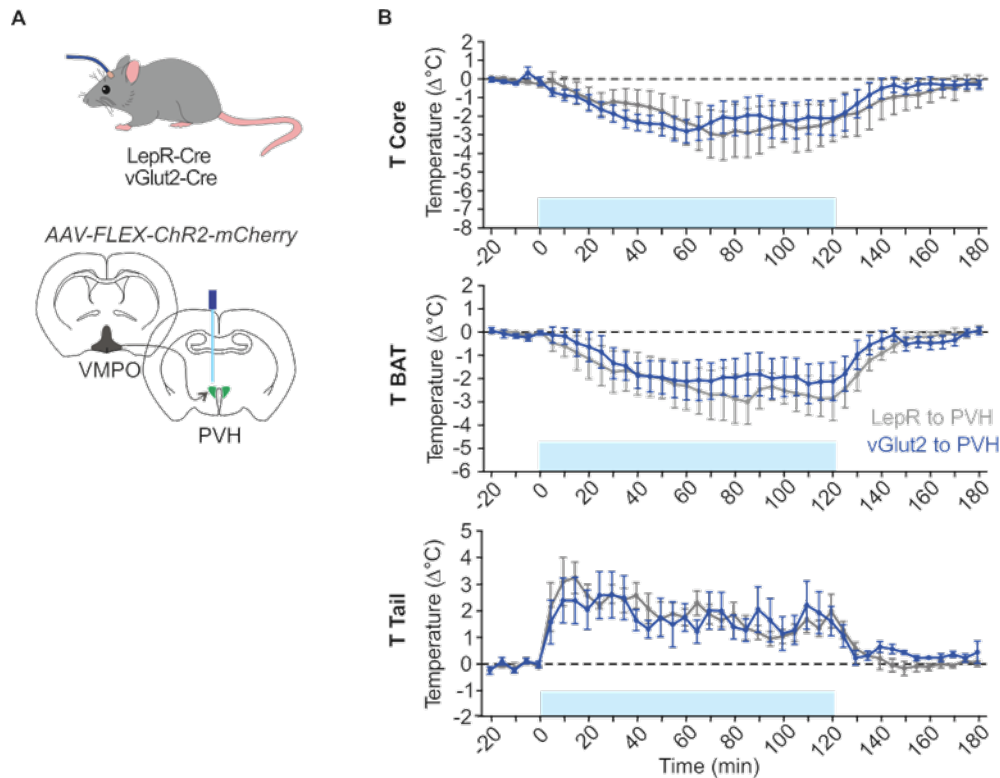 A
LepR-Cre
vGlut2-Cre
AAV-FLEX-ChR2-mCherry
VMPO
PVH
B
T Core
Temperature (Δ°C)
2
1
0
-1
-2
-3
-4
-5
-6
-7
-8
-20 0 20 40 60 80 100 120 140 160 180
T BAT
Temperature (Δ°C)
2
1
0
-1
-2
-3
-4
-5
-6
LepR to PVH
vGlut2 to PVH
-20 0 20 40 60 80 100 120 140 160 180
T Tail
Temperature (Δ°C)
5
4
3
2
1
0
-1
-2
-20 0 20 40 60 80 100 120 140 160 180
Time (min)